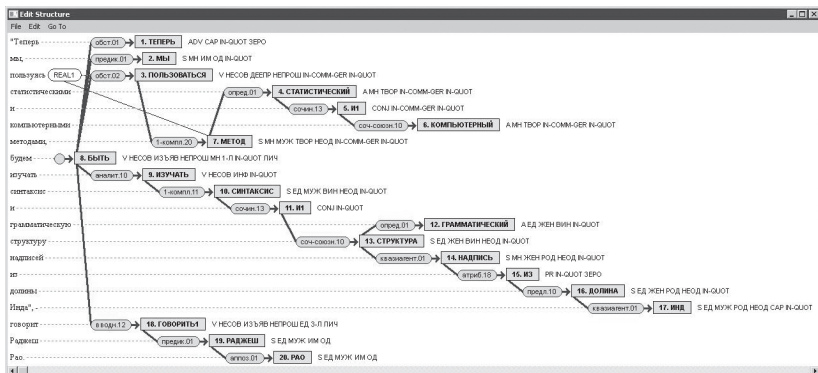 Edit Structure
File Edit Go To
"Теперь обст.01 1. ТЕПЕРЬ ADV CAP IN-QUOT ЗЕРО
мы, предик.01 2. МЫ S МН ИМ ОД IN-QUOT
пользуясь REAL1 обст.02 3. ПОЛЬЗОВАТЬСЯ V НЕСОВ ДЕЕПР НЕПРОШ IN-COMM-GER IN-QUOT
статистическими опред.01 4. СТАТИСТИЧЕСКИЙ A МН ТВОР IN-COMM-GER IN-QUOT
и сочин.13 5. И1 CONJ IN-COMM-GER IN-QUOT
компьютерными соч-союзн.10 6. КОМПЬЮТЕРНЫЙ A МН ТВОР IN-COMM-GER IN-QUOT
методами, 1-компл.20 7. МЕТОД S МН МУЖ ТВОР НЕОД IN-COMM-GER IN-QUOT
будем 8. БЫТЬ V НЕСОВ ИЗЪЯВ НЕПРОШ МН 1-Л IN-QUOT ЛИЧ
изучать аналит.10 9. ИЗУЧАТЬ V НЕСОВ ИНФ IN-QUOT
синтаксис 1-компл.11 10. СИНТАКСИС S ЕД МУЖ ВИН НЕОД IN-QUOT
и сочин.13 11. И1 CONJ IN-QUOT
грамматическую опред.01 12. ГРАММАТИЧЕСКИЙ A ЕД ЖЕН ВИН IN-QUOT
структуру соч-союзн.10 13. СТРУКТУРА S ЕД ЖЕН ВИН НЕОД IN-QUOT
надписей квазиагент.01 14. НАДПИСЬ S МН ЖЕН РОД НЕОД IN-QUOT
из атриб.18 15. ИЗ PR IN-QUOT ЗЕРО
долины предл.10 16. ДОЛИНА S ЕД ЖЕН РОД НЕОД IN-QUOT
Инда", - квазиагент.01 17. ИНД S ЕД МУЖ РОД НЕОД CAP IN-QUOT
говорит вводн.12 18. ГОВОРИТЬ1 V НЕСОВ ИЗЪЯВ НЕПРОШ ЕД 3-Л ЛИЧ
Раджеш предик.01 19. РАДЖЕШ S ЕД МУЖ ИМ ОД
Рао. аппоз.01 20. РАО S ЕД МУЖ ИМ ОД